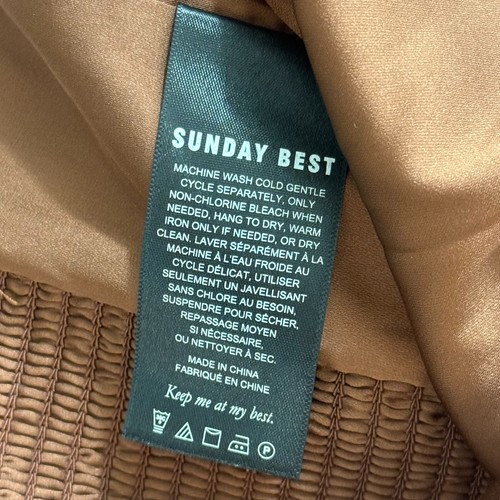 SUNDAY BEST
MACHINE WASH COLD GENTLE
CYCLE SEPARATELY, ONLY
NON-CHLORINE BLEACH WHEN
NEEDED, HANG TO DRY, WARM
IRON ONLY IF NEEDED, OR DRY
CLEAN. LAVER SÉPARÉMENT À LA
MACHINE À L'EAU FROIDE AU
CYCLE DÉLICAT, UTILISER
SEULEMENT UN JAVELLISANT
SANS CHLORE AU BESOIN,
SUSPENDRE POUR SÉCHER,
REPASSAGE MOYEN
SI NÉCESSAIRE,
OU NETTOYER À SEC.
MADE IN CHINA
FABRIQUÉ EN CHINE
Keep me at my best.
P